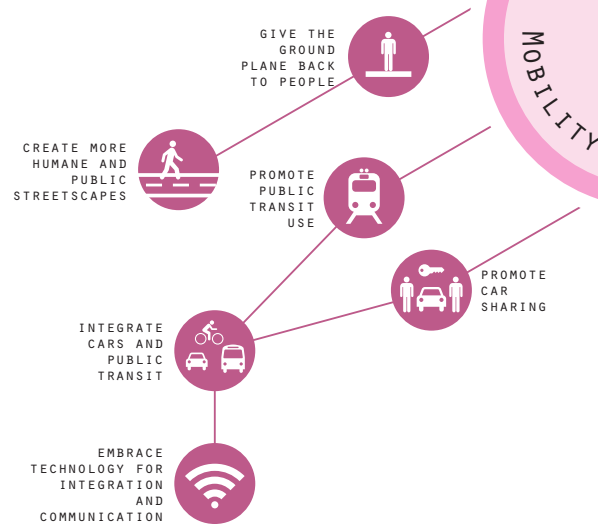 GIVE THE
GROUND
PLANE BACK
TO PEOPLE
MOBILITY
CREATE MORE
HUMANE AND
PUBLIC
STREETSCAPES
PROMOTE
PUBLIC
TRANSIT
USE
PROMOTE
CAR
SHARING
INTEGRATE
CARS AND
PUBLIC
TRANSIT
EMBRACE
TECHNOLOGY FOR
INTEGRATION
AND
COMMUNICATION